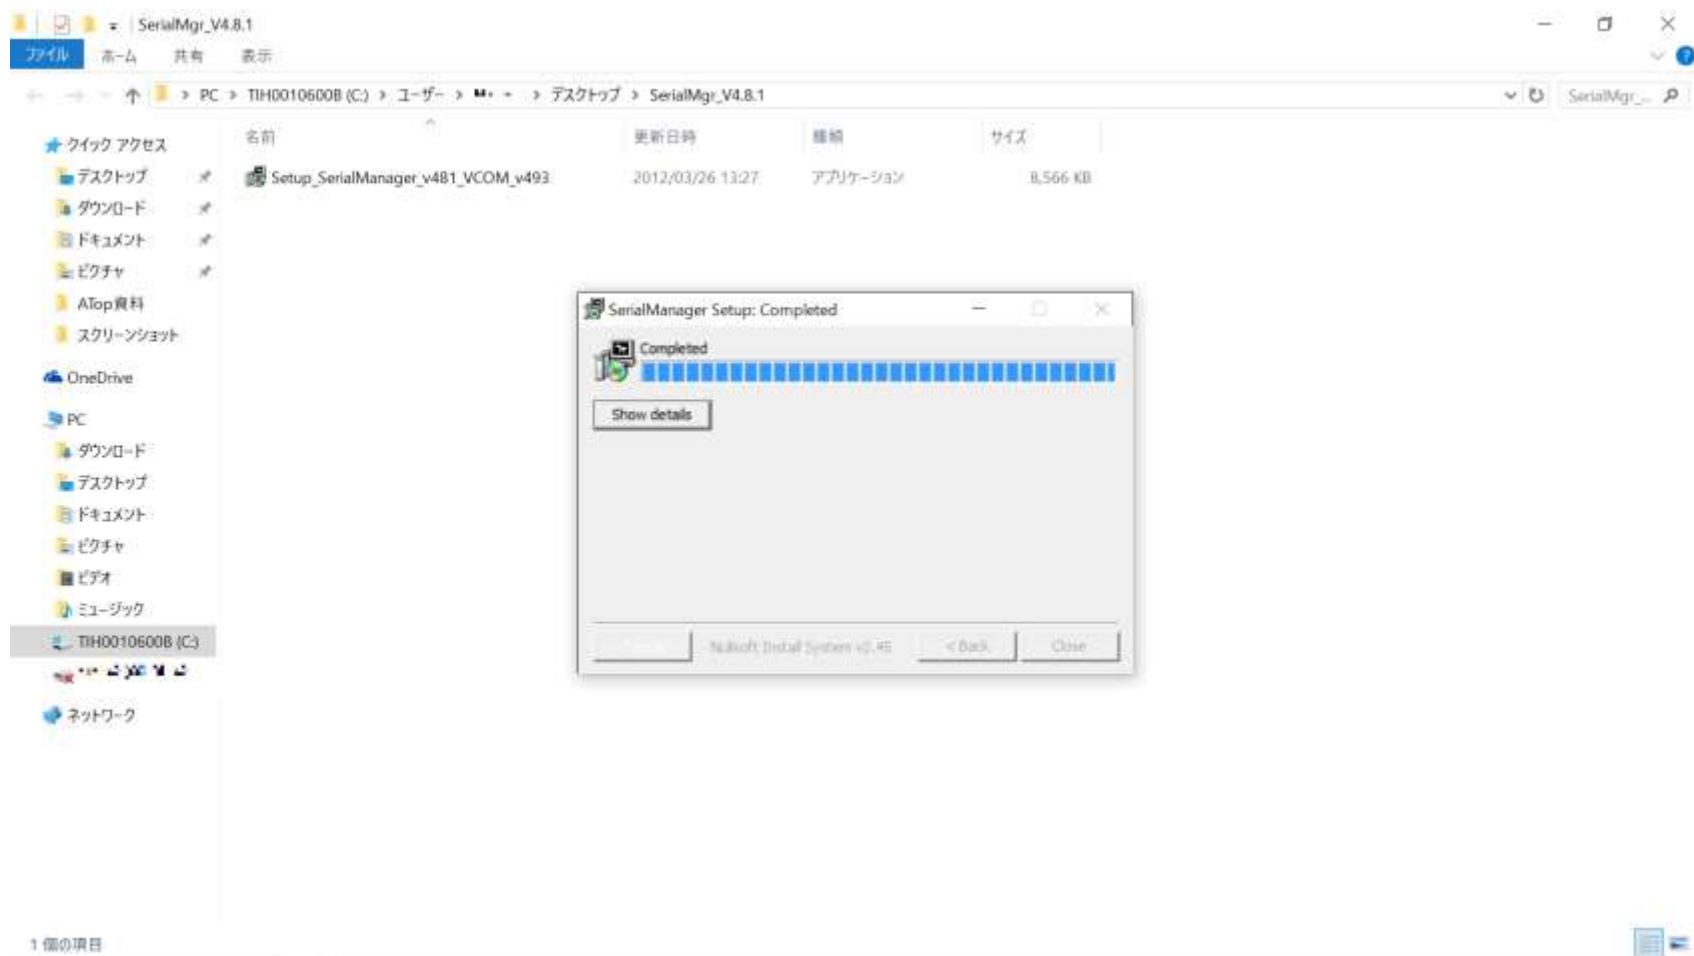 SerialMgr_V4.8.1
ファイル ホーム 共有 表示
PC > TIH0010600B (C:) > ユーザー > > デスクトップ > SerialMgr_V4.8.1
SerialMgr_...
名前 更新日時 種類 サイズ
Setup_SerialManager_v481_VCOM_v493 2012/03/26 13:27 アプリケーション 8,566 KB
クイック アクセス
デスクトップ
ダウンロード
ドキュメント
ピクチャ
ATop資料
スクリーンショット
OneDrive
PC
ダウンロード
デスクトップ
ドキュメント
ピクチャ
ビデオ
ミュージック
TIH0010600B (C:)
ネットワーク
SerialManager Setup: Completed
Completed
Show details
Nullsoft Install System v2.45
< Back
Close
1 個の項目